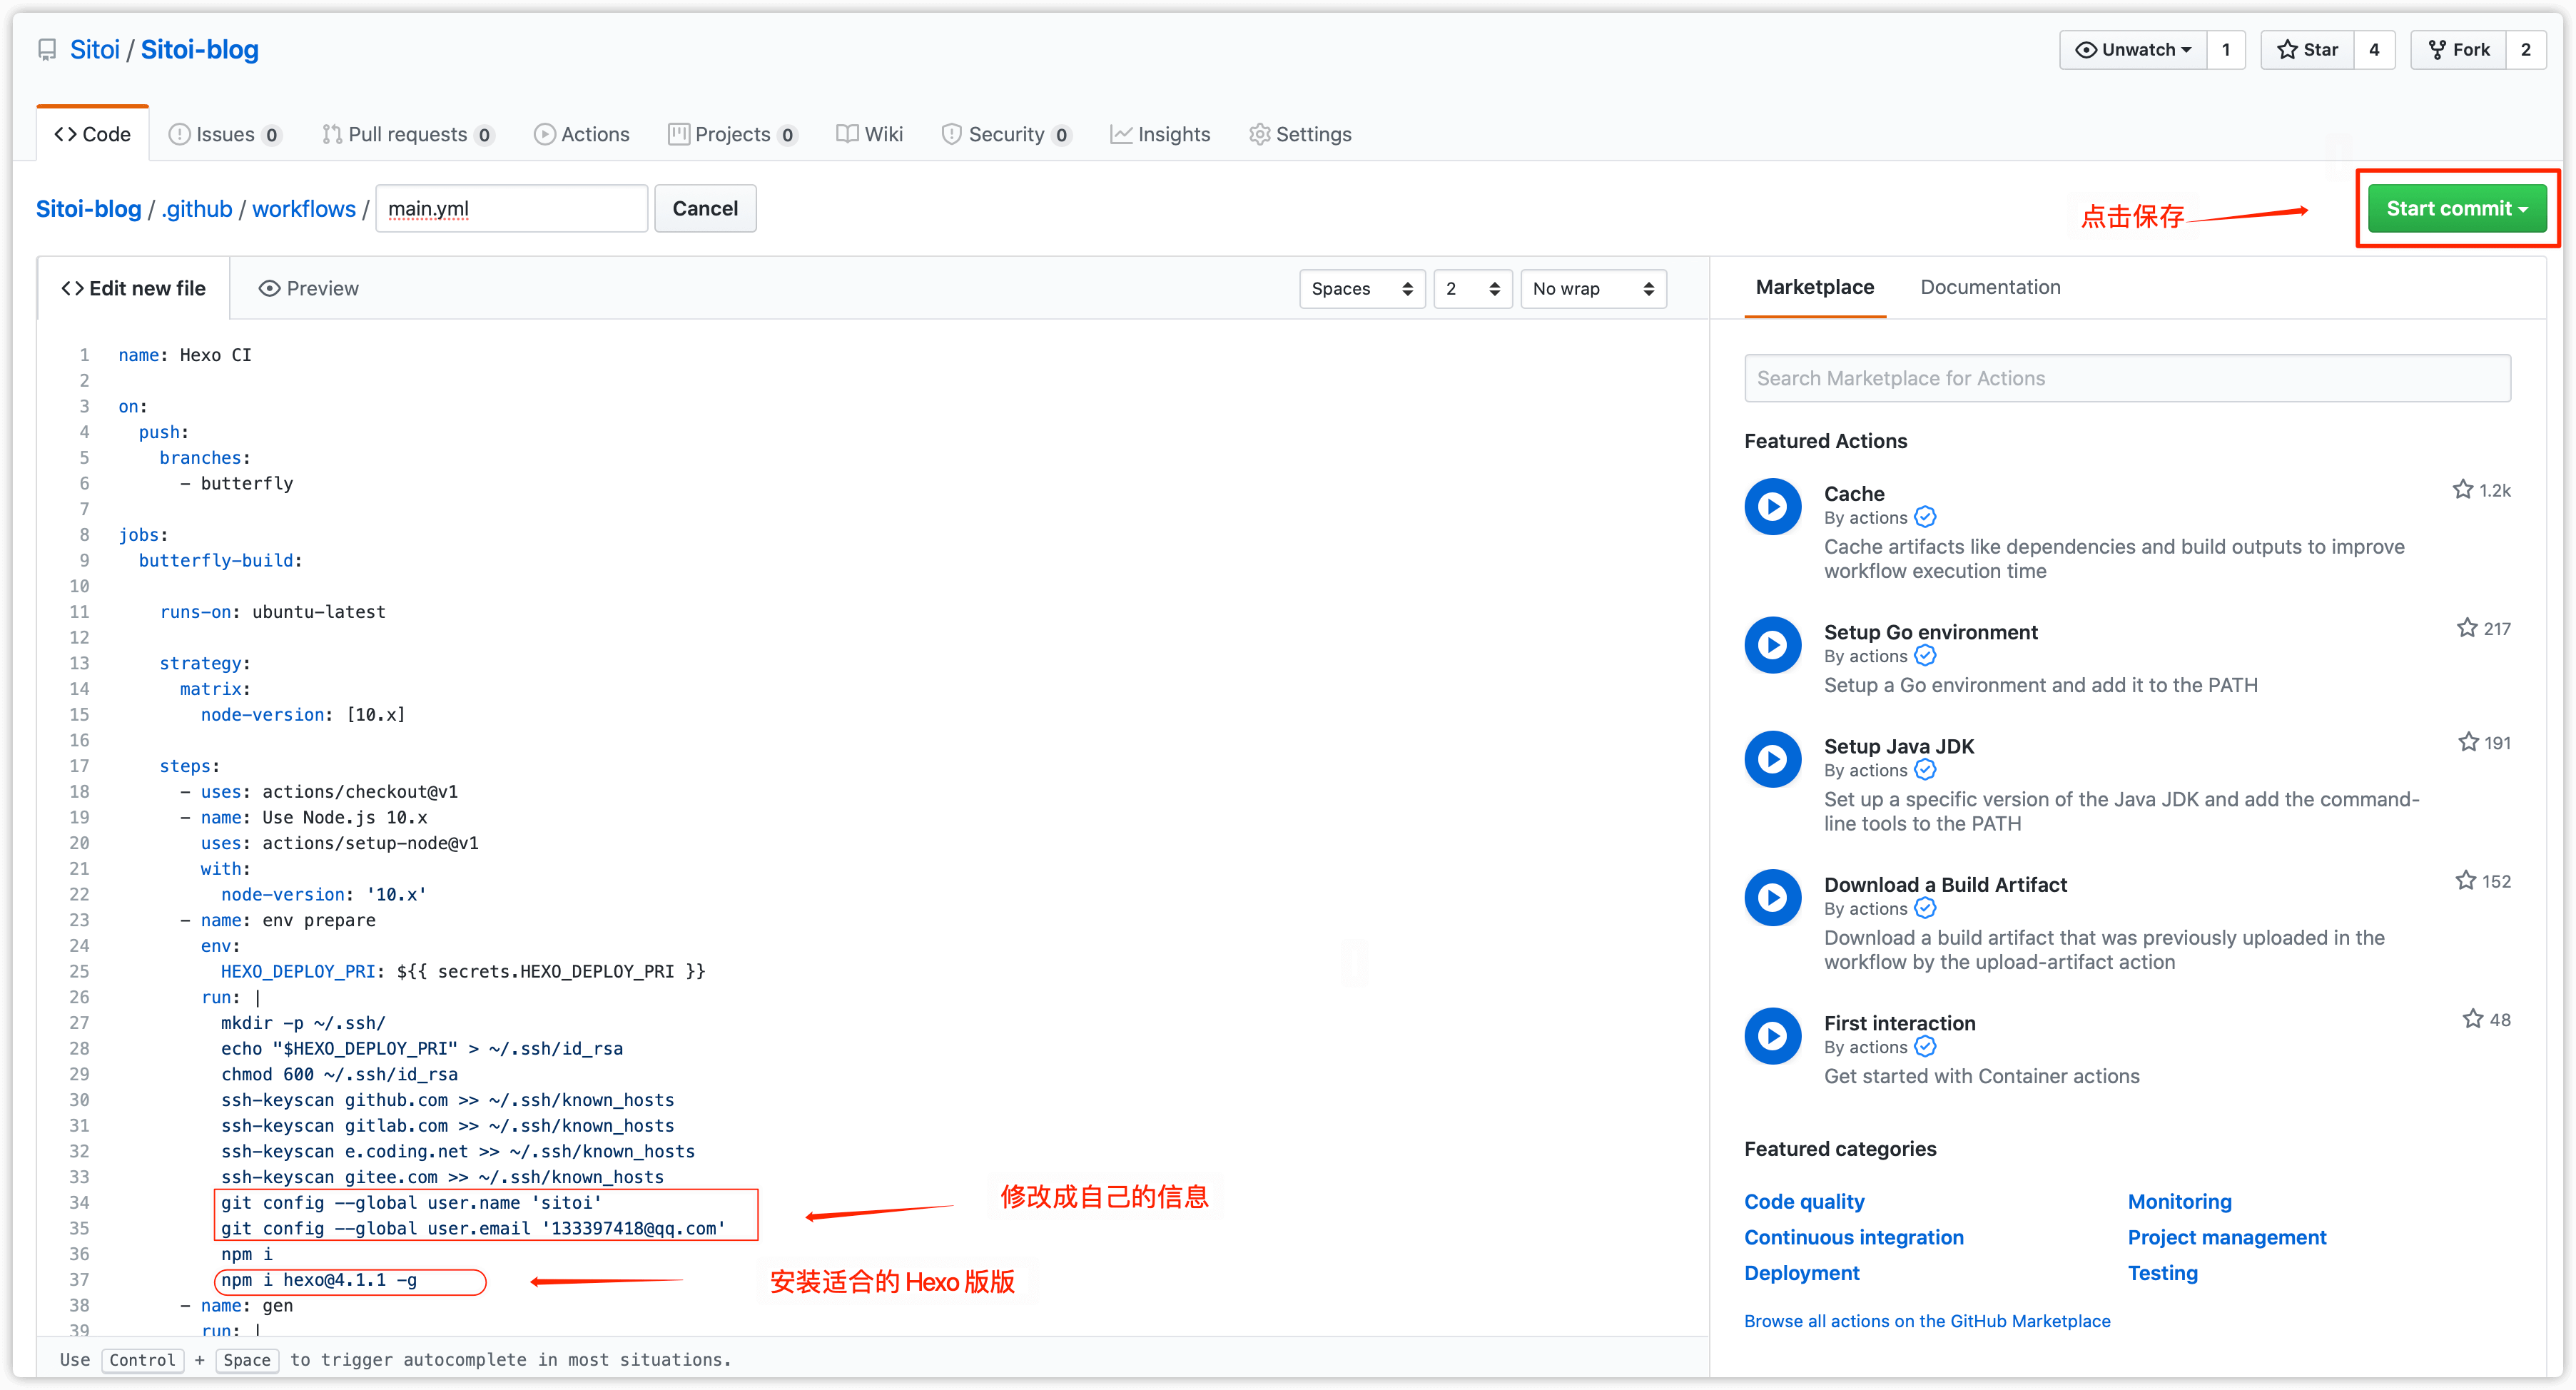 Sitoi / Sitoi-blog
Unwatch 1 Star 4 Fork 2
Code Issues 0 Pull requests 0 Actions Projects 0 Wiki Security 0 Insights Settings
Sitoi-blog / .github / workflows / main.yml Cancel
点击保存
Start commit
Edit new file Preview
Spaces 2 No wrap
1 name: Hexo CI
2
3 on:
4 push:
5 branches:
6 - butterfly
7
8 jobs:
9 butterfly-build:
10
11 runs-on: ubuntu-latest
12
13 strategy:
14 matrix:
15 node-version: [10.x]
16
17 steps:
18 - uses: actions/checkout@v1
19 - name: Use Node.js 10.x
20 uses: actions/setup-node@v1
21 with:
22 node-version: '10.x'
23 - name: env prepare
24 env:
25 HEXO_DEPLOY_PRI: ${{ secrets.HEXO_DEPLOY_PRI }}
26 run: |
27 mkdir -p ~/.ssh/
28 echo "$HEXO_DEPLOY_PRI" > ~/.ssh/id_rsa
29 chmod 600 ~/.ssh/id_rsa
30 ssh-keyscan github.com >> ~/.ssh/known_hosts
31 ssh-keyscan gitlab.com >> ~/.ssh/known_hosts
32 ssh-keyscan e.coding.net >> ~/.ssh/known_hosts
33 ssh-keyscan gitee.com >> ~/.ssh/known_hosts
34 git config --global user.name 'sitoi'
35 git config --global user.email '133397418@qq.com'
修改成自己的信息
36 npm i
37 npm i hexo@4.1.1 -g
安装适合的 Hexo 版版
38 - name: gen
39 run: |
Use Control + Space to trigger autocomplete in most situations.
Marketplace Documentation
Search Marketplace for Actions
Featured Actions
Cache 1.2k
By actions
Cache artifacts like dependencies and build outputs to improve
workflow execution time
Setup Go environment 217
By actions
Setup a Go environment and add it to the PATH
Setup Java JDK 191
By actions
Set up a specific version of the Java JDK and add the command-
line tools to the PATH
Download a Build Artifact 152
By actions
Download a build artifact that was previously uploaded in the
workflow by the upload-artifact action
First interaction 48
By actions
Get started with Container actions
Featured categories
Code quality Monitoring
Continuous integration Project management
Deployment Testing
Browse all actions on the GitHub Marketplace